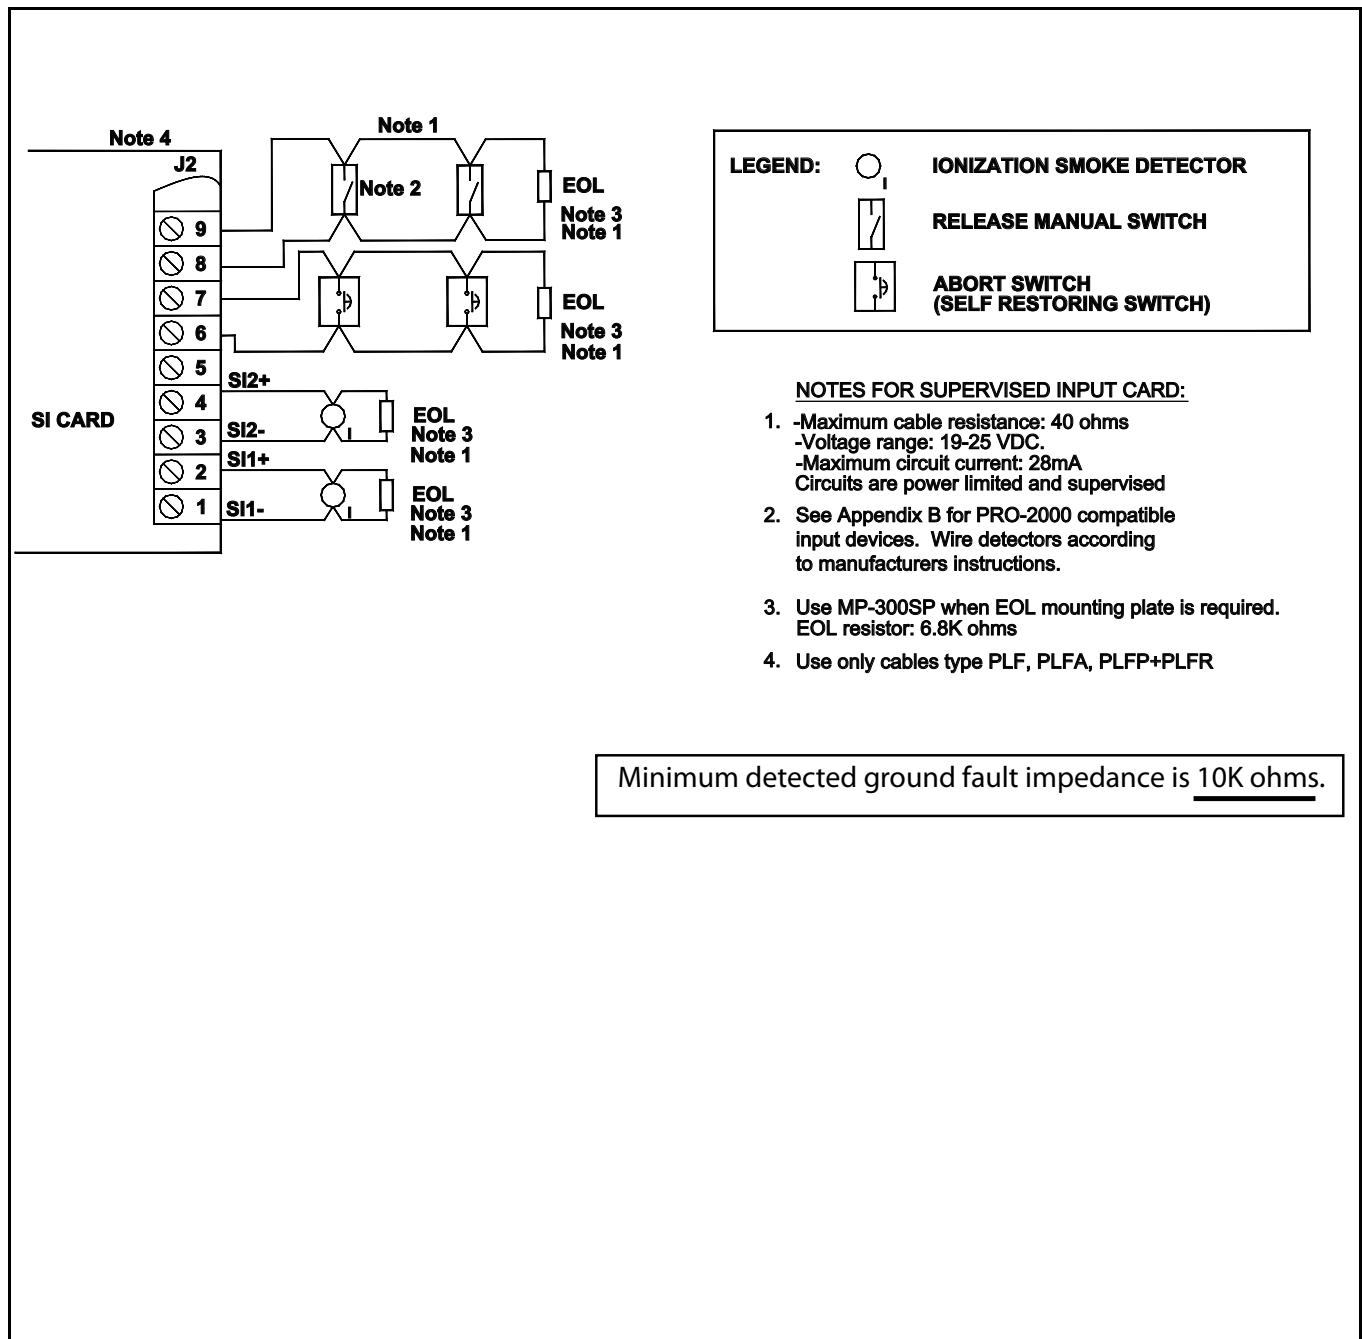 Note 4
Note 1
J2
Note 2
EOL
Note 3
Note 1
9
8
7
6
5
4
3
2
1
EOL
Note 3
Note 1
SI CARD
SI2+
SI2-
SI1+
SI1-
EOL
Note 3
Note 1
EOL
Note 3
Note 1
LEGEND:
I
IONIZATION SMOKE DETECTOR
RELEASE MANUAL SWITCH
ABORT SWITCH
(SELF RESTORING SWITCH)
NOTES FOR SUPERVISED INPUT CARD:
1. -Maximum cable resistance: 40 ohms
-Voltage range: 19-25 VDC.
-Maximum circuit current: 28mA
Circuits are power limited and supervised
2. See Appendix B for PRO-2000 compatible
input devices. Wire detectors according
to manufacturers instructions.
3. Use MP-300SP when EOL mounting plate is required.
EOL resistor: 6.8K ohms
4. Use only cables type PLF, PLFA, PLFP+PLFR
Minimum detected ground fault impedance is 10K ohms.
I
I